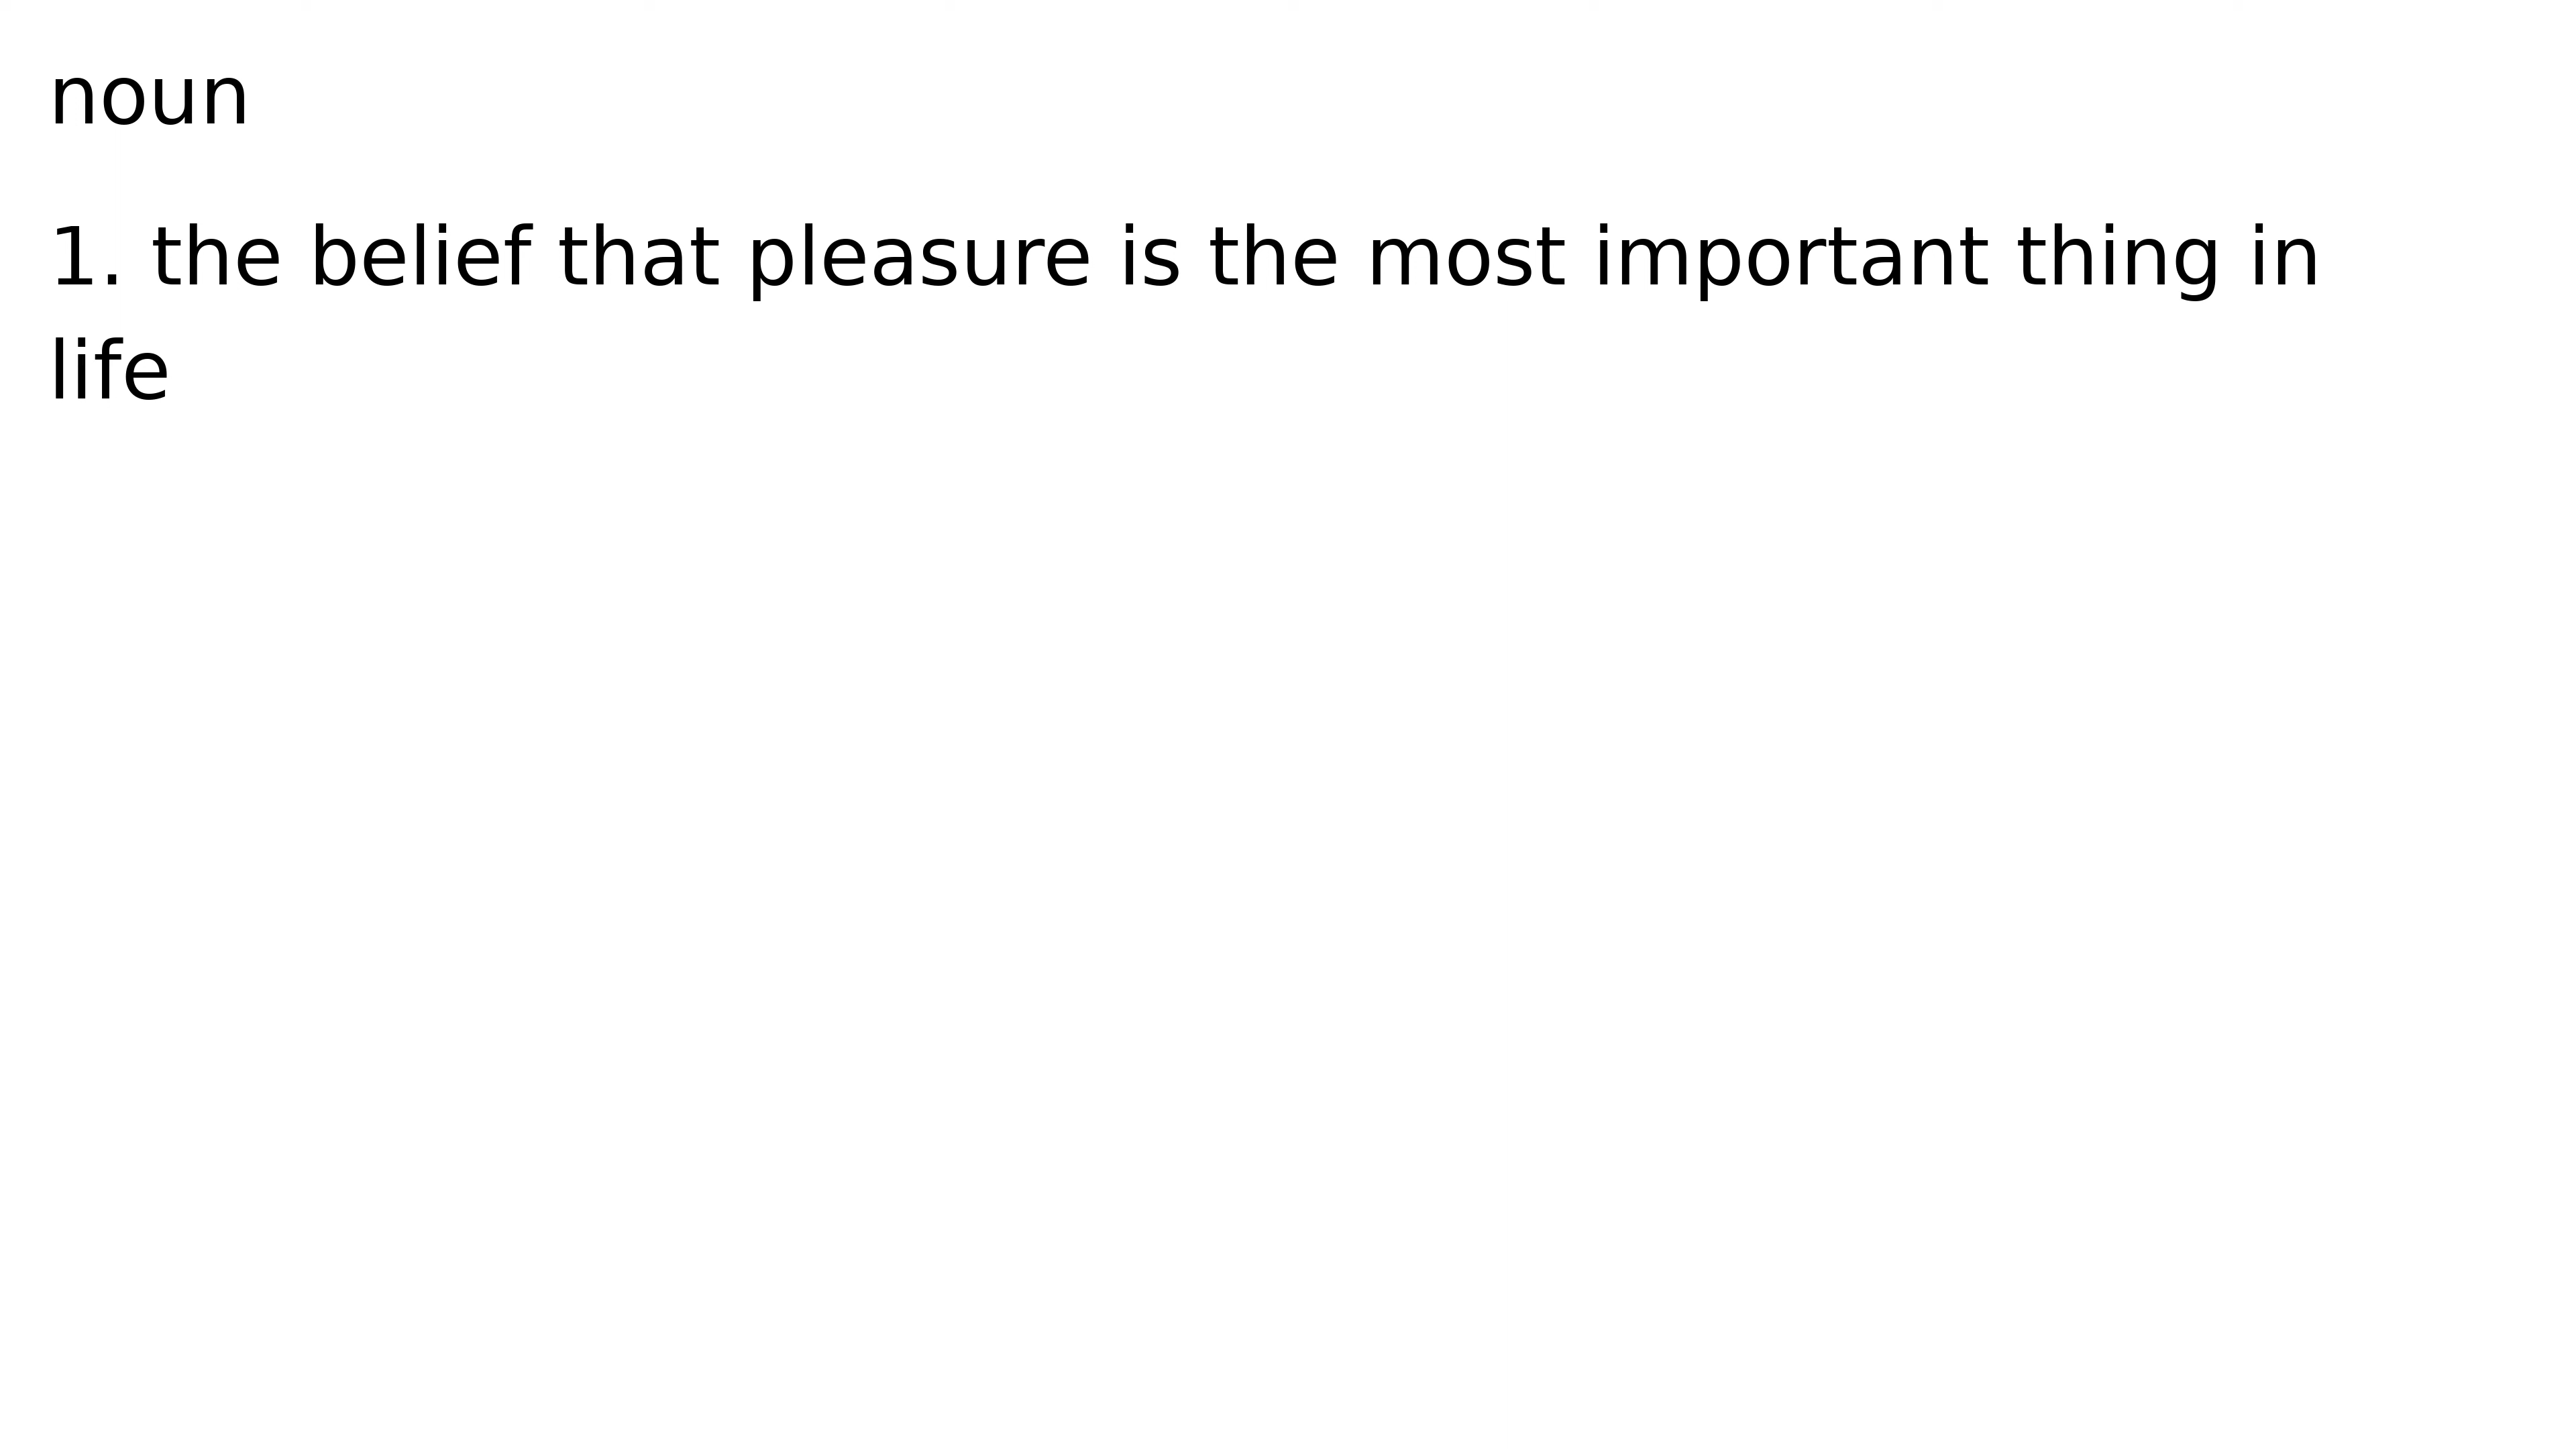 noun
1. the belief that pleasure is the most important thing in
life